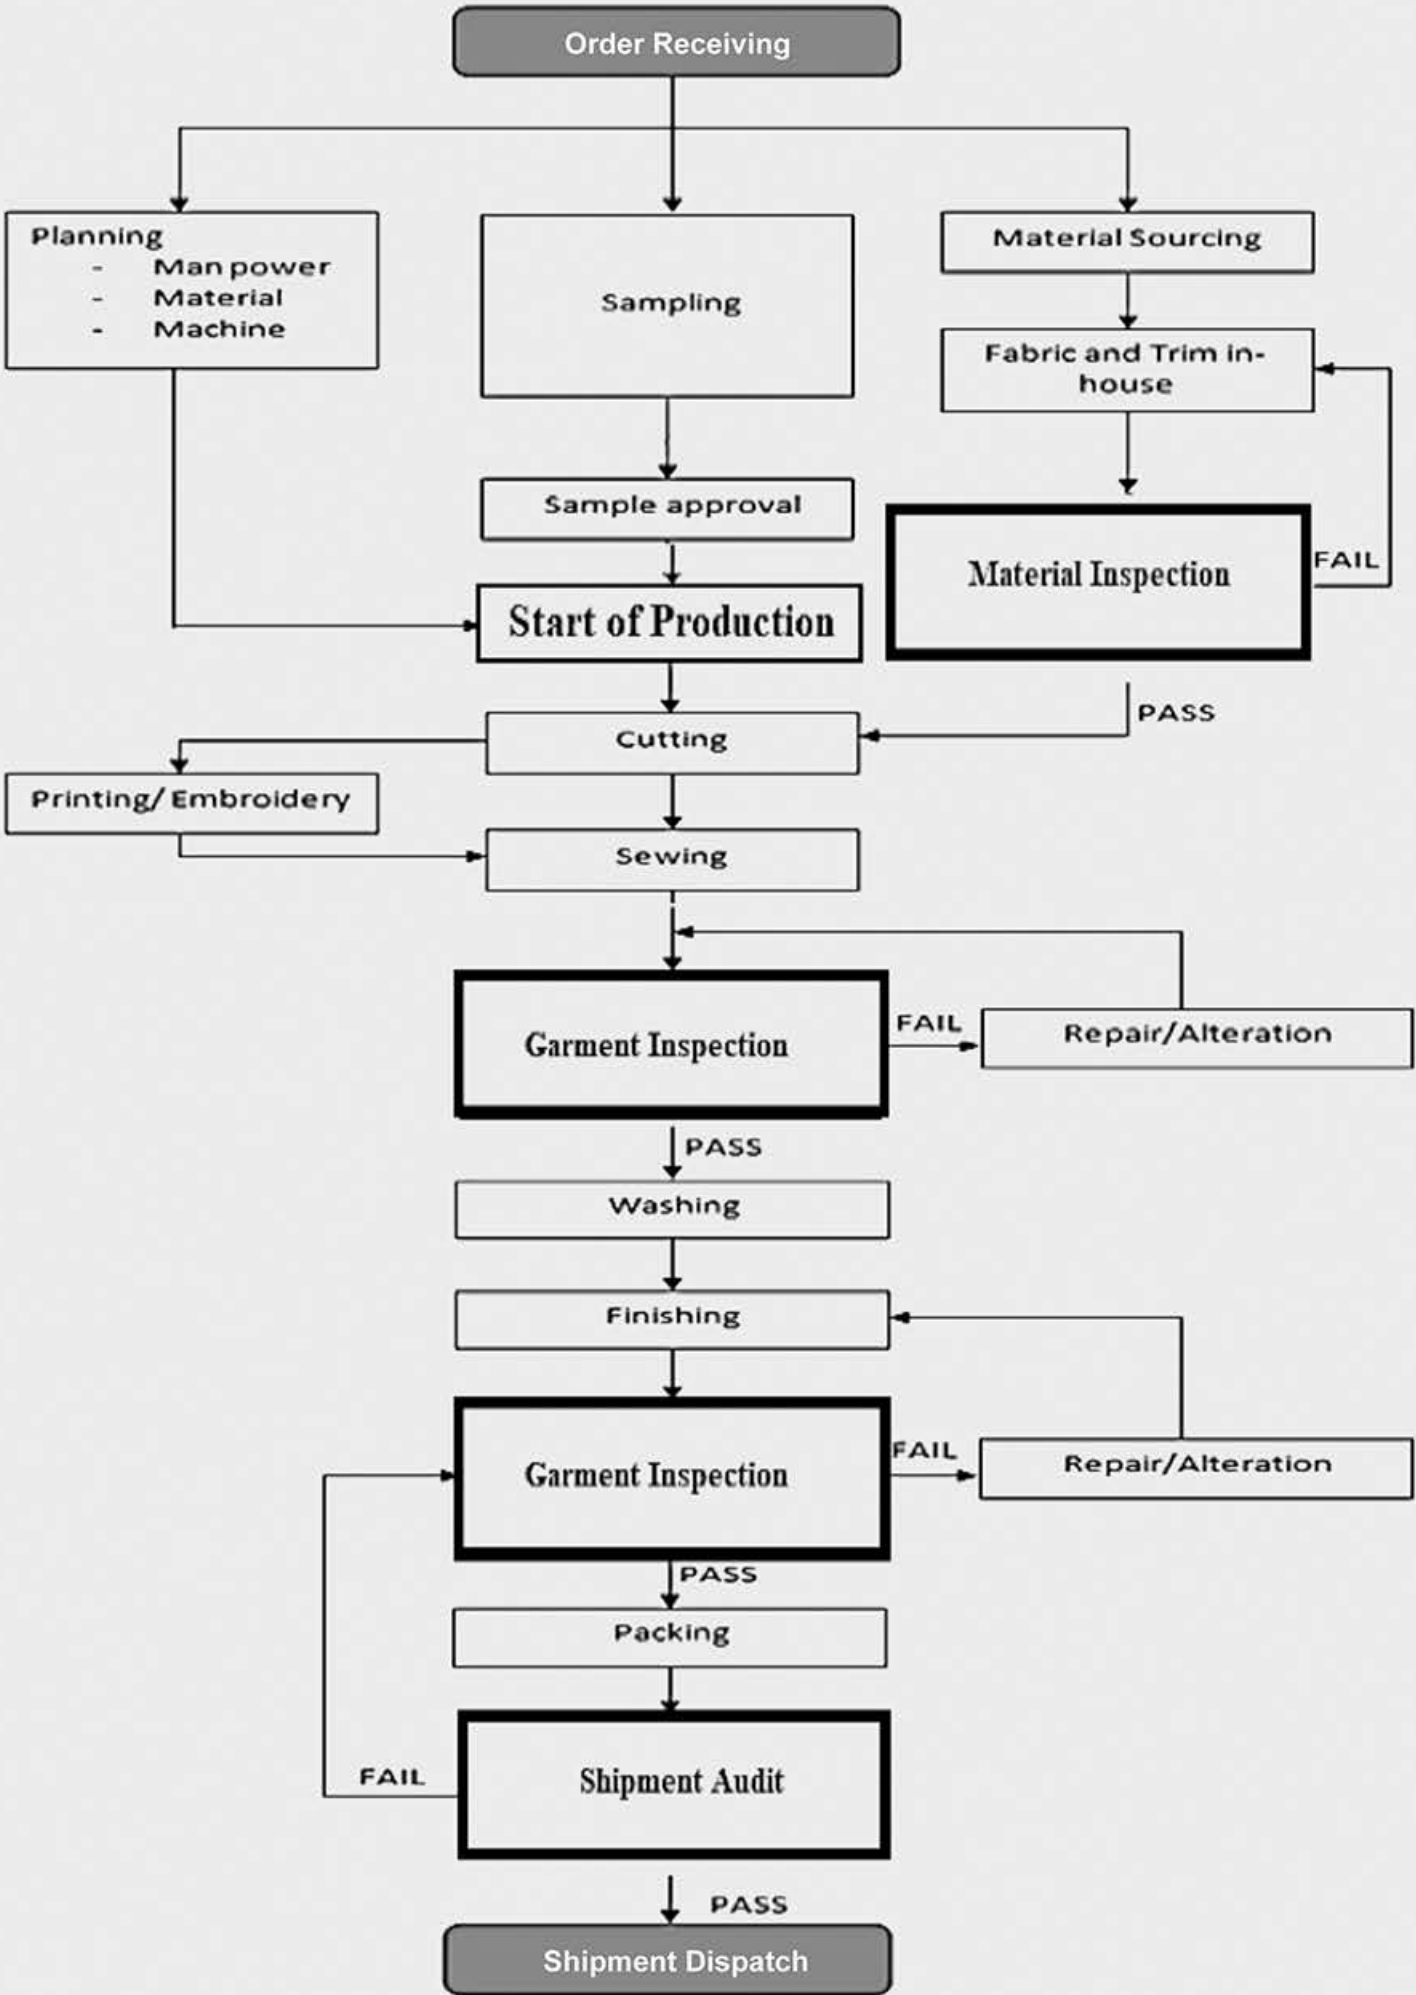 Order Receiving
Planning
- Man power
- Material
- Machine
Sampling
Material Sourcing
Fabric and Trim in-
house
Sample approval
Material Inspection
FAIL
Start of Production
PASS
Cutting
Printing/ Embroidery
Sewing
Garment Inspection
FAIL
Repair/Alteration
PASS
Washing
Finishing
Garment Inspection
FAIL
Repair/Alteration
PASS
Packing
Shipment Audit
FAIL
PASS
Shipment Dispatch